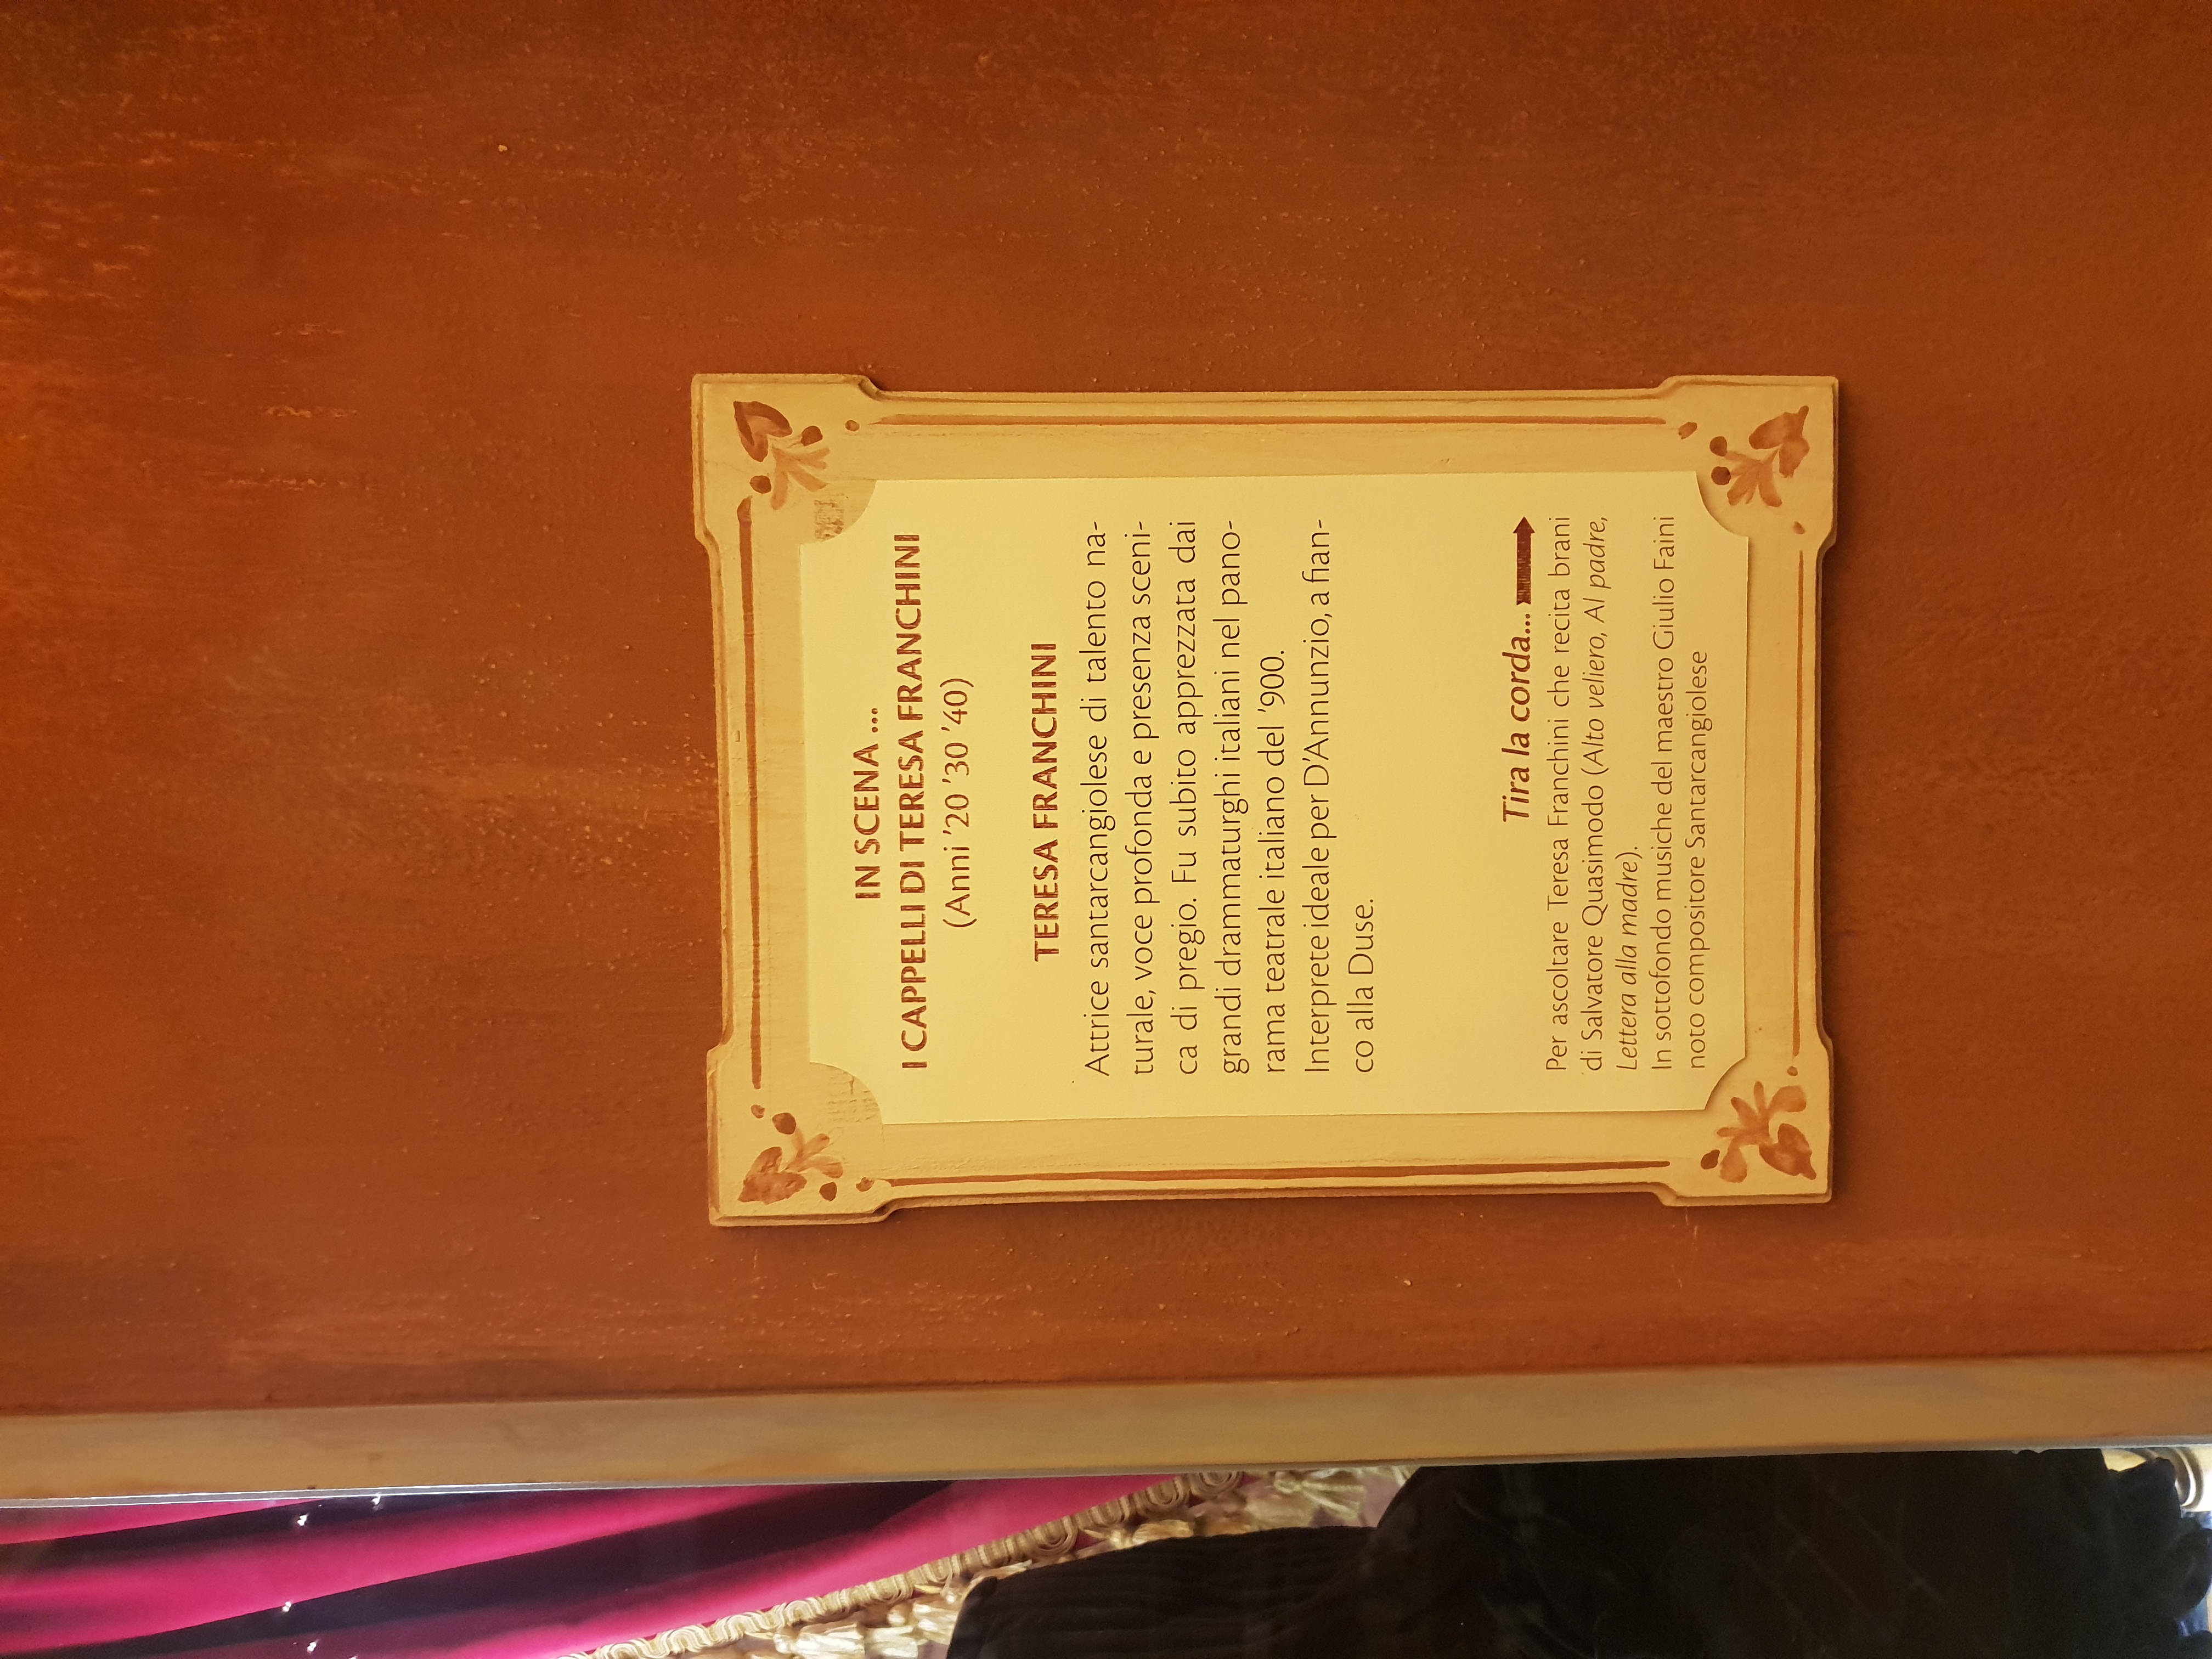 IN SCENA ...
I CAPPELLI DI TERESA FRANCHINI
(Anni '20 '30 '40)
TERESA FRANCHINI
Attrice santarcangiolese di talento na-
turale, voce profonda e presenza sceni-
ca di pregio. Fu subito apprezzata dai
grandi drammaturghi italiani nel pano-
rama teatrale italiano del '900.
Interprete ideale per D'Annunzio, a fian-
co alla Duse.
Tira la corda...
Per ascoltare Teresa Franchini che recita brani
di Salvatore Quasimodo (Alto veliero, Al padre,
Lettera alla madre).
In sottofondo musiche del maestro Giulio Faini
noto compositore Santarcangiolese